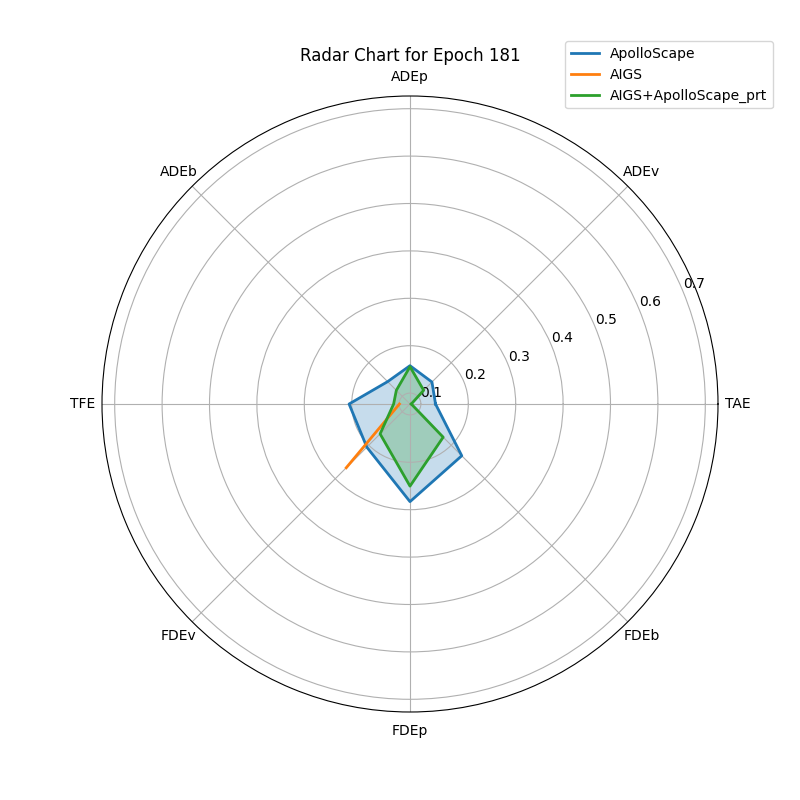 Radar Chart for Epoch 181
ApolloScape
AIGS
AIGS+ApolloScape_prt
ADEp
ADEb
ADEv
0.7
0.6
0.5
0.4
0.3
0.2
0.1
TFE
TAE
FDEv
FDEb
FDEp